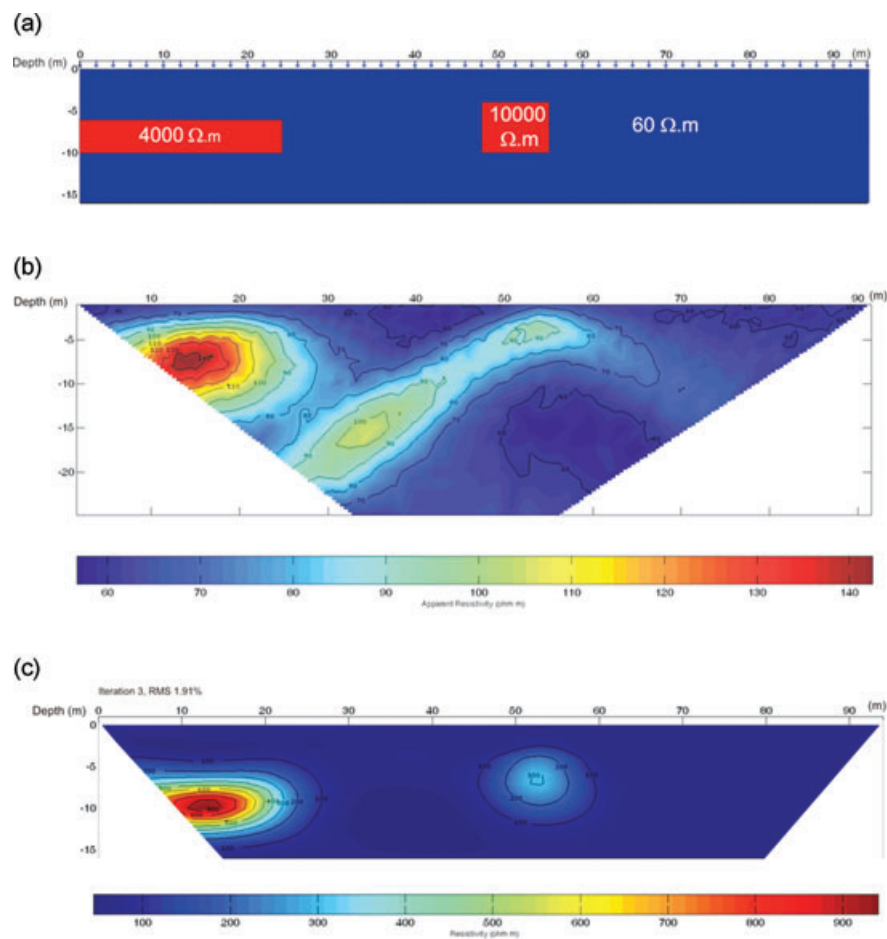 (a)
Depth (m) 0 10 20 30 40 50 60 70 80 90 (m)
0
-5
-10
-15
4000 Ω.m
10000
Ω.m
60 Ω.m
(b)
Depth (m) 10 20 30 40 50 60 70 80 90 (m)
-5
-10
-15
-20
60 70 80 90 100 110 120 130 140
Apparent Resistivity (ohm m)
(c)
Iteration 3, RMS 1.91%
Depth (m) 0 10 20 30 40 50 60 70 80 90 (m)
0
-5
-10
-15
100 200 300 400 500 600 700 800 900
Resistivity (ohm m)